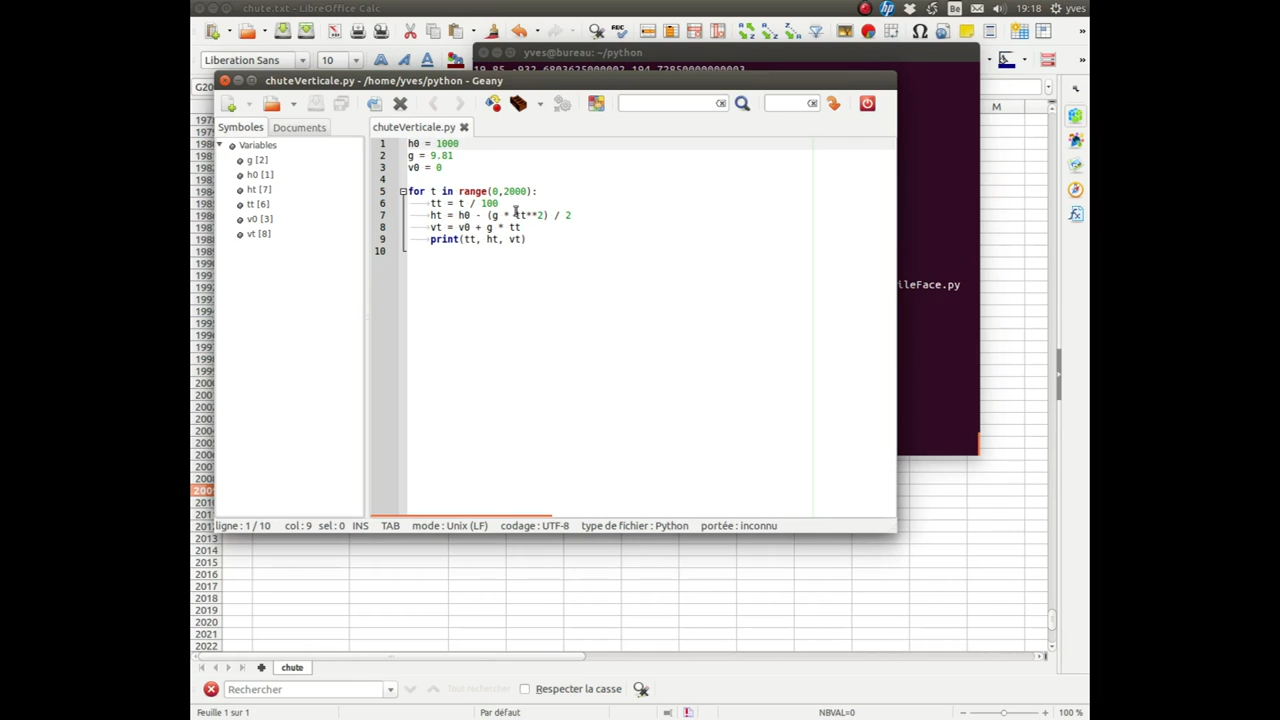 chute.txt - LibreOffice Calc
19:18
yves
Be
Liberation Sans
10
yves@bureau: ~/python
chuteVerticale.py - /home/yves/python - Geany
G20
M
Symboles
Documents
chuteVerticale.py
Variables
g [2]
h0 [1]
ht [7]
tt [6]
v0 [3]
vt [8]
1 h0 = 1000
2 g = 9.81
3 v0 = 0
4
5 for t in range(0,2000):
6 tt = t / 100
7 ht = h0 - (g * tt**2) / 2
8 vt = v0 + g * tt
9 print(tt, ht, vt)
10
ileFace.py
ligne : 1 / 10 col : 9 sel : 0 INS TAB mode : Unix (LF) codage : UTF-8 type de fichier : Python portée : inconnu
2014
2015
2016
2017
2018
2019
2020
2021
2022
chute
Rechercher
Tout rechercher
Respecter la casse
Feuille 1 sur 1
Par défaut
NBVAL=0
100 %